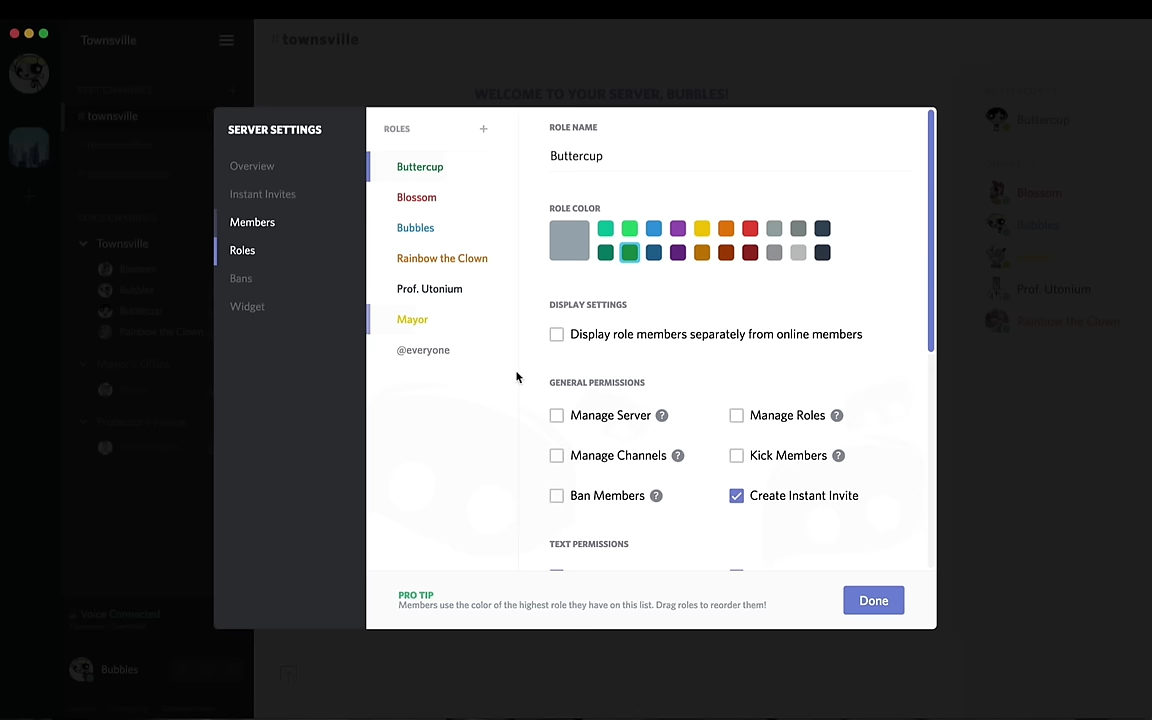 Townsville
# townsville
WELCOME TO YOUR SERVER, BUBBLES!
# townsville
Townsville
Rainbow the Clown
Voice Connected
Bubbles
SERVER SETTINGS
Overview
Instant Invites
Members
Roles
Bans
Widget
ROLES +
Buttercup
Blossom
Bubbles
Rainbow the Clown
Prof. Utonium
Mayor
@everyone
ROLE NAME
Buttercup
ROLE COLOR
DISPLAY SETTINGS
Display role members separately from online members
GENERAL PERMISSIONS
Manage Server ?
Manage Roles ?
Manage Channels ?
Kick Members ?
Ban Members ?
Create Instant Invite
TEXT PERMISSIONS
PRO TIP
Members use the color of the highest role they have on this list. Drag roles to reorder them!
Done
Buttercup
Blossom
Bubbles
Prof. Utonium
Rainbow the Clown